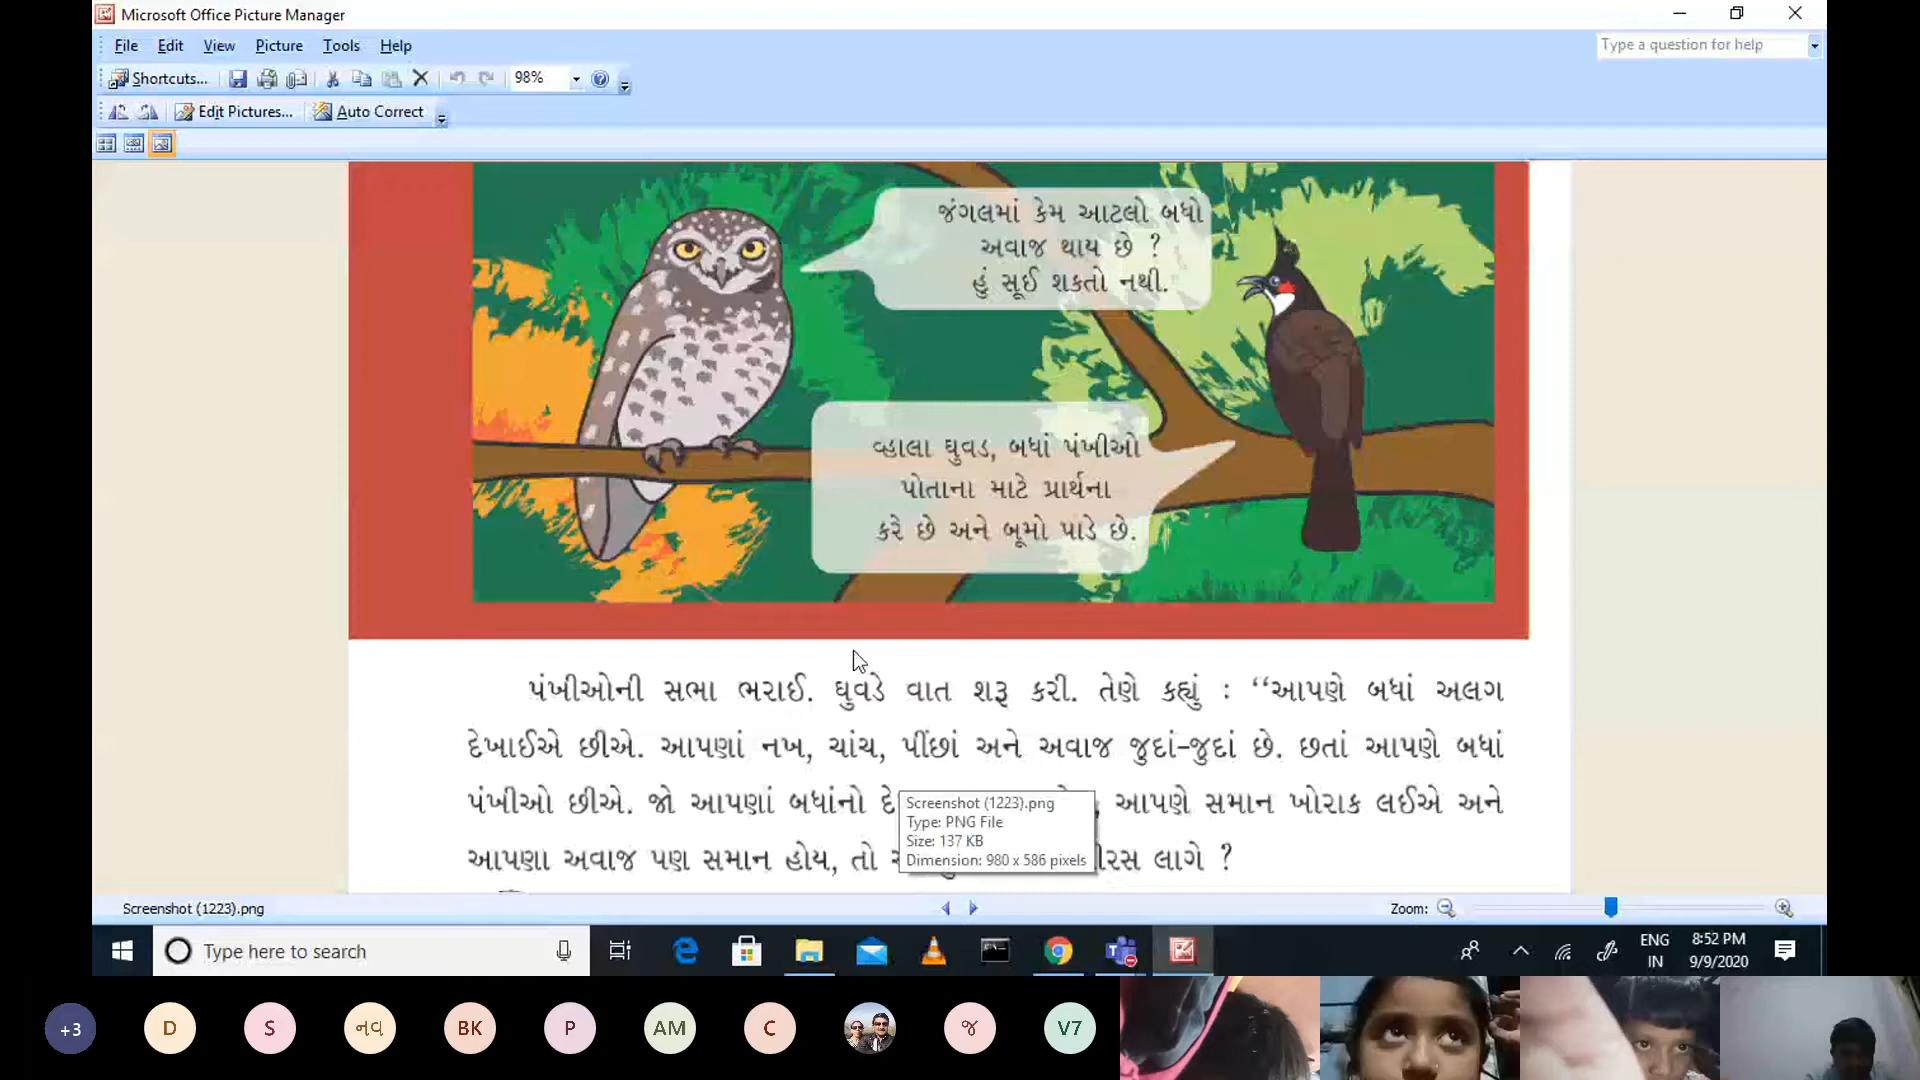 Microsoft Office Picture Manager
File Edit View Picture Tools Help
Type a question for help
Shortcuts... 98%
Edit Pictures... Auto Correct
જંગલમાં કેમ આટલો બધો
અવાજ થાય છે ?
હું સૂઈ શકતો નથી.
વ્હાલા ઘુવડ, બધાં પંખીઓ
પોતાના માટે પ્રાર્થના
કરે છે અને બૂમો પાડે છે.
પંખીઓની સભા ભરાઈ. ઘુવડે વાત શરૂ કરી. તેણે કહ્યું : “આપણે બધાં અલગ
દેખાઈએ છીએ. આપણાં નખ, ચાંચ, પીંછાં અને અવાજ જુદાં-જુદાં છે. છતાં આપણે બધાં
પંખીઓ છીએ. જો આપણાં બધાંનો આપણે સમાન ખોરાક લઈએ અને
આપણા અવાજ પણ સમાન હોય, તો લાગે ?
Screenshot (1223).png
Type: PNG File
Size: 137 KB
Dimension: 980 x 586 pixels
Screenshot (1223).png
Zoom:
Type here to search
ENG
IN
8:52 PM
9/9/2020
+3 D S નવ BK P AM C જ V7